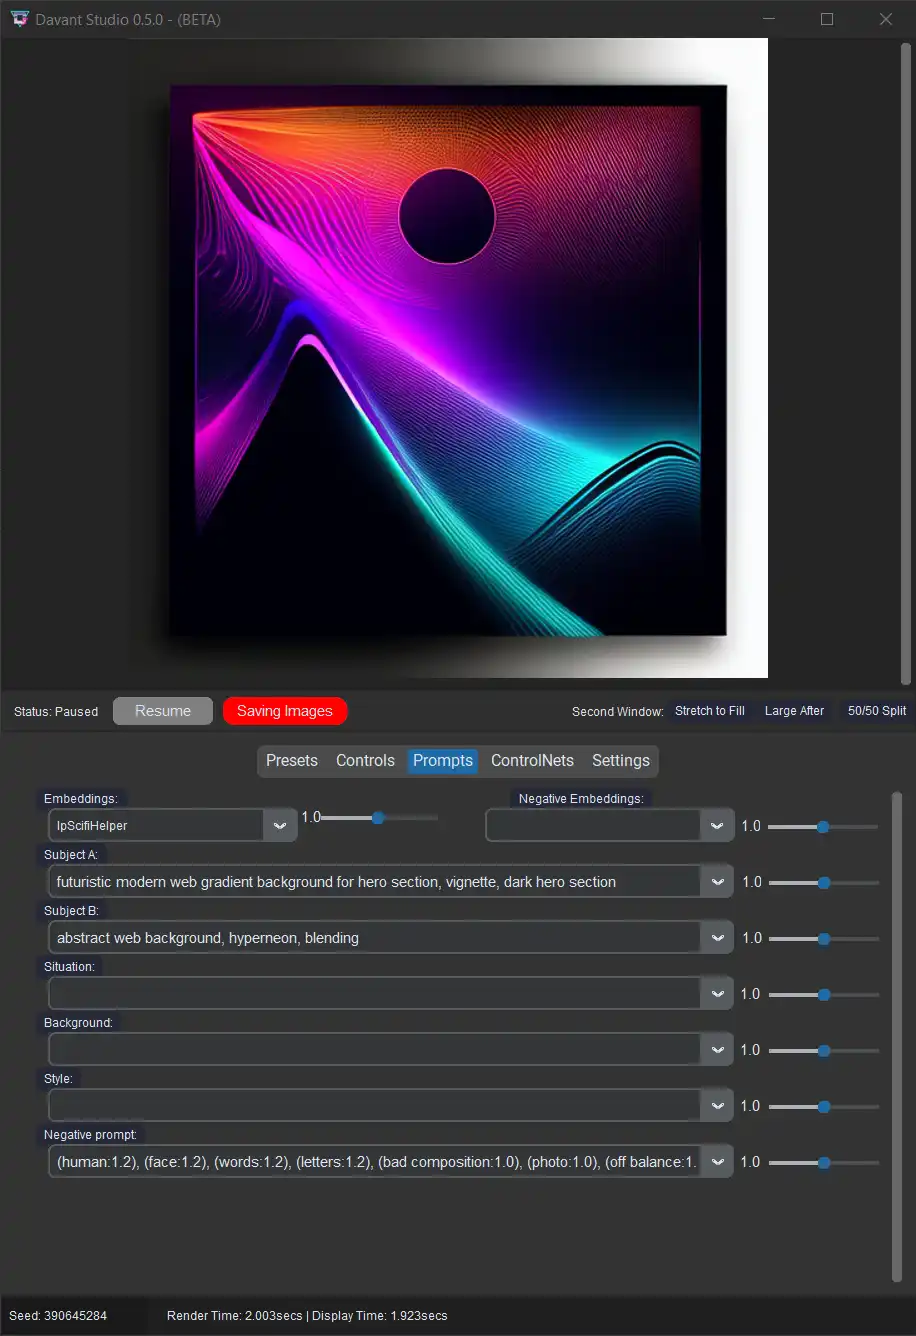 Davant Studio 0.5.0 - (BETA)
Status: Paused Resume Saving Images Second Window: Stretch to Fill Large After 50/50 Split
Presets Controls Prompts ControlNets Settings
Embeddings: Negative Embeddings:
lpScifiHelper 1.0 1.0
Subject A:
futuristic modern web gradient background for hero section, vignette, dark hero section 1.0
Subject B:
abstract web background, hyperneon, blending 1.0
Situation:
1.0
Background:
1.0
Style:
1.0
Negative prompt:
(human:1.2), (face:1.2), (words:1.2), (letters:1.2), (bad composition:1.0), (photo:1.0), (off balance:1. 1.0
Seed: 390645284 Render Time: 2.003secs | Display Time: 1.923secs